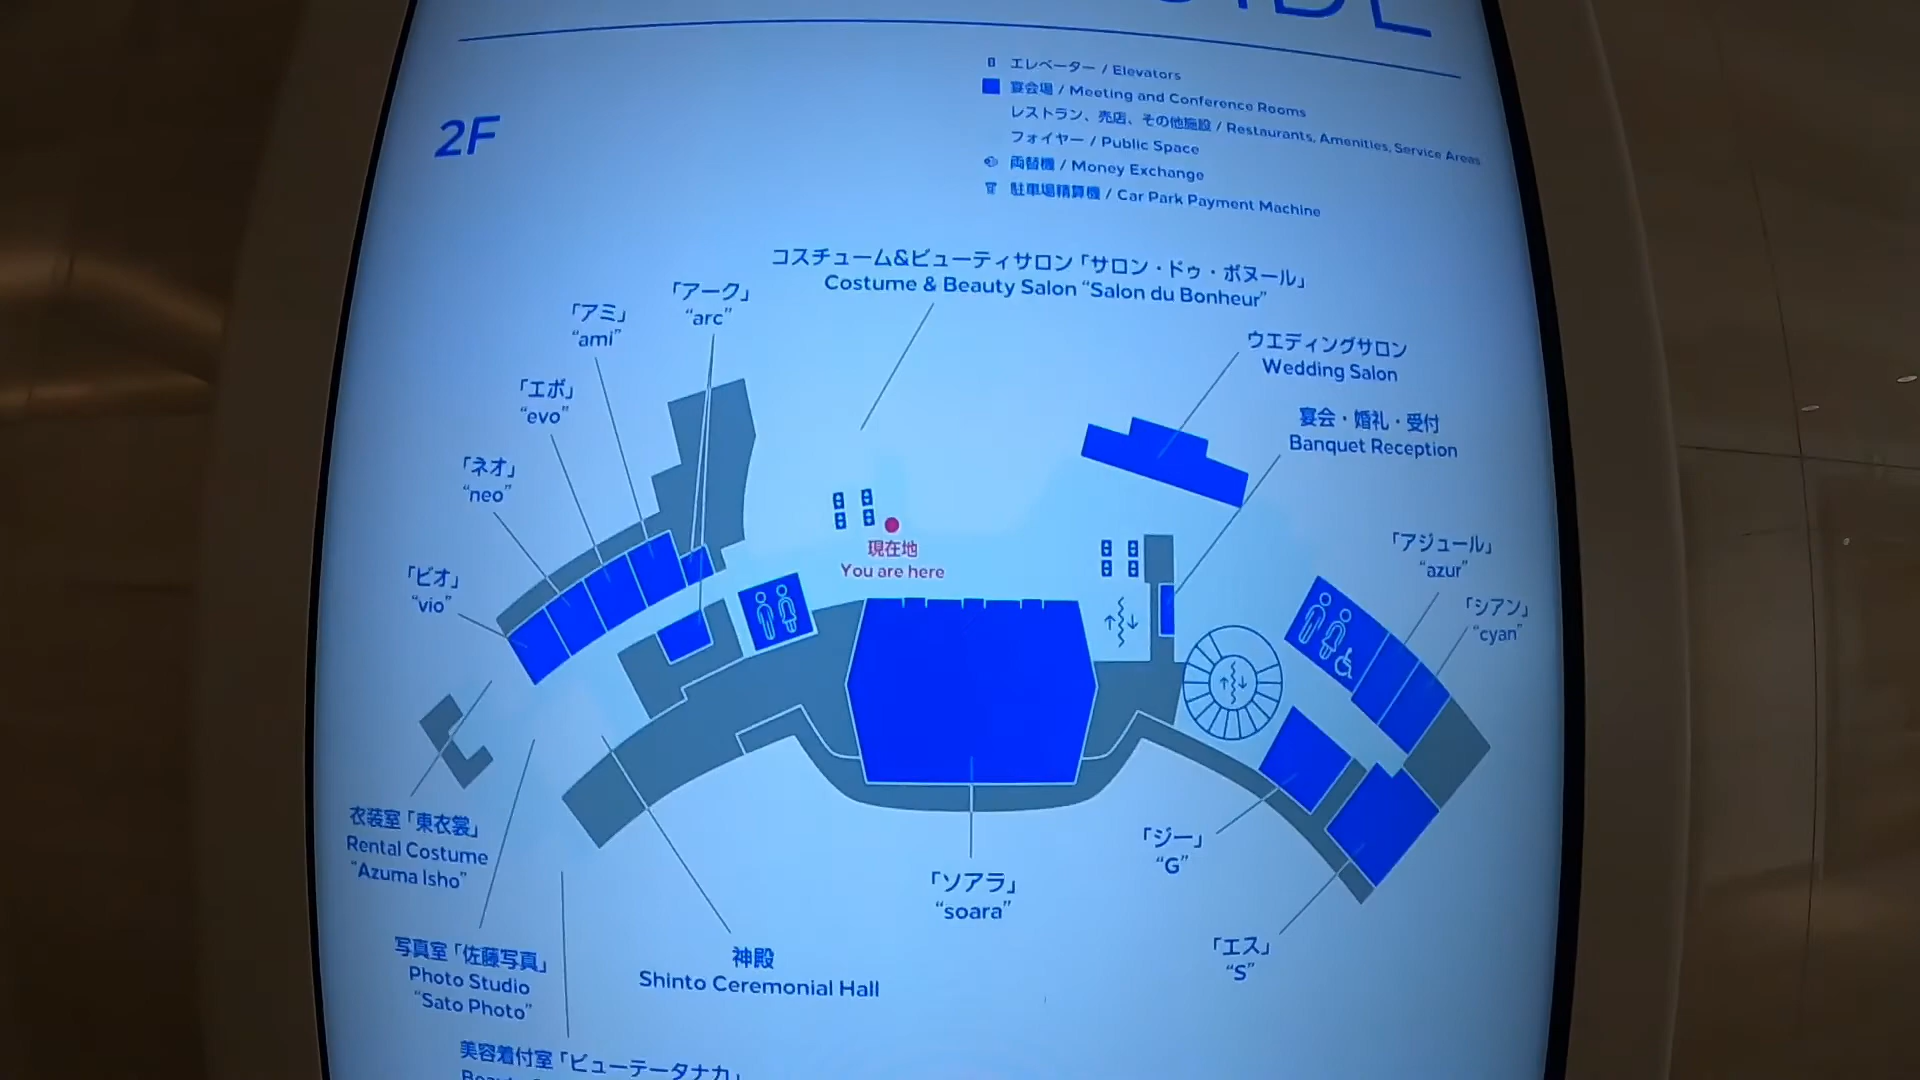 2F
エレベーター / Elevators
宴会場 / Meeting and Conference Rooms
レストラン、売店、その他施設 / Restaurants, Amenities, Service Areas
フォイヤー / Public Space
両替機 / Money Exchange
駐車場精算機 / Car Park Payment Machine
コスチューム&ビューティサロン「サロン・ドゥ・ボヌール」
Costume & Beauty Salon “Salon du Bonheur”
「アーク」
“arc”
「アミ」
“ami”
「エボ」
“evo”
「ネオ」
“neo”
「ビオ」
“vio”
ウエディングサロン
Wedding Salon
宴会・婚礼・受付
Banquet Reception
「アジュール」
“azur”
「シアン」
“cyan”
現在地
You are here
衣装室「東衣裳」
Rental Costume
“Azuma Isho”
写真室「佐藤写真」
Photo Studio
“Sato Photo”
神殿
Shinto Ceremonial Hall
「ソアラ」
“soara”
「ジー」
“G”
「エス」
“S”
美容着付室「ビューテータナカ」